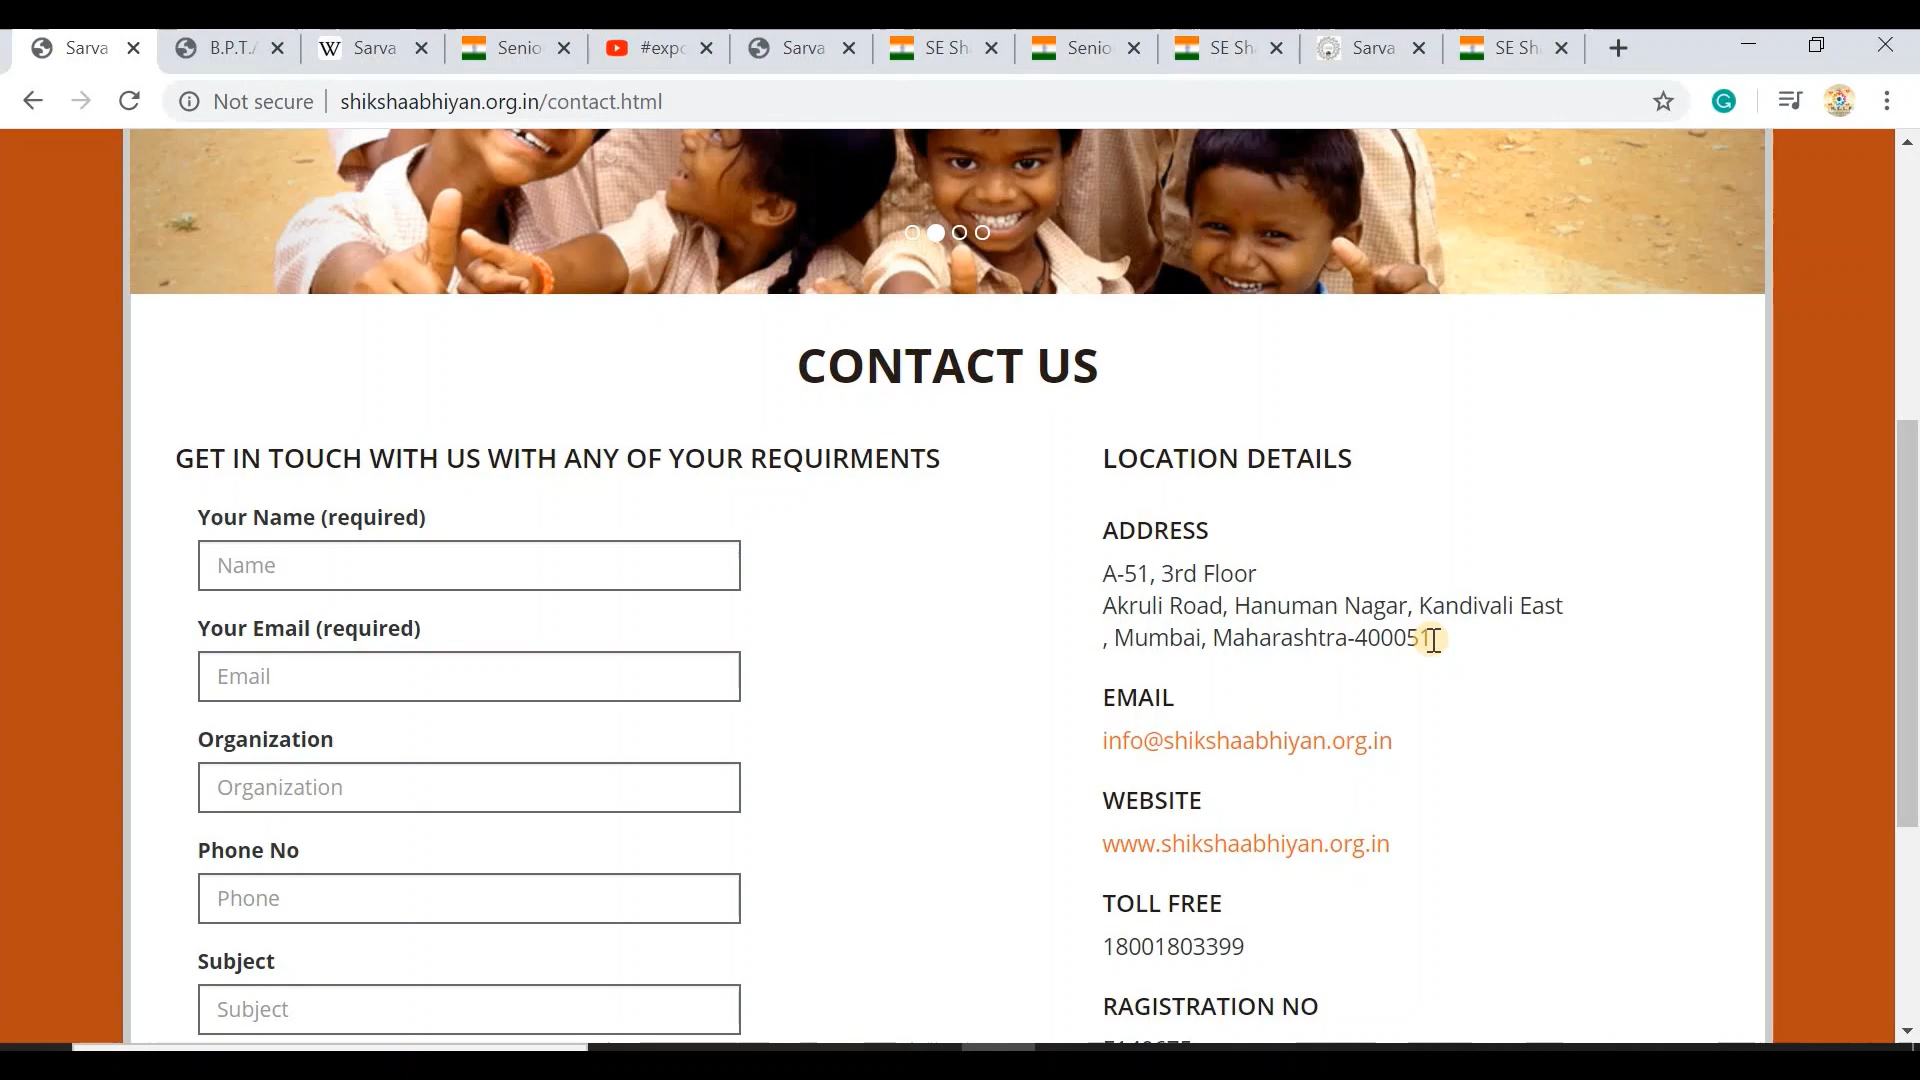 Sarva
B.P.T.
W Sarva
Senio
#expo
Sarva
SE Sh
Senio
SE Sh
Sarva
SE Sh
Not secure
shikshaabhiyan.org.in/contact.html
CONTACT US
GET IN TOUCH WITH US WITH ANY OF YOUR REQUIRMENTS
Your Name (required)
Name
Your Email (required)
Email
Organization
Organization
Phone No
Phone
Subject
Subject
LOCATION DETAILS
ADDRESS
A-51, 3rd Floor
Akruli Road, Hanuman Nagar, Kandivali East
, Mumbai, Maharashtra-400051
EMAIL
info@shikshaabhiyan.org.in
WEBSITE
www.shikshaabhiyan.org.in
TOLL FREE
18001803399
RAGISTRATION NO